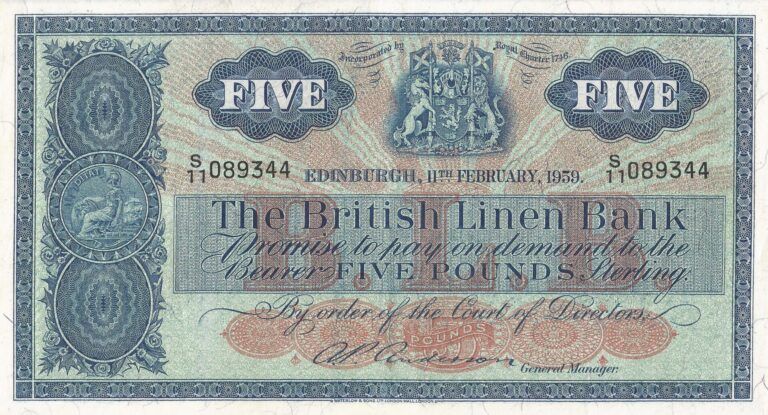 Incorporated by Royal Charter 1746
FIVE FIVE
S/11 089344 S/11 089344
EDINBURGH, 11TH FEBRUARY, 1959.
The British Linen Bank
Promise to pay on demand to the
Bearer FIVE POUNDS. Sterling.
B.L.B.
By order of the Court of Directors.
POUNDS
General Manager.